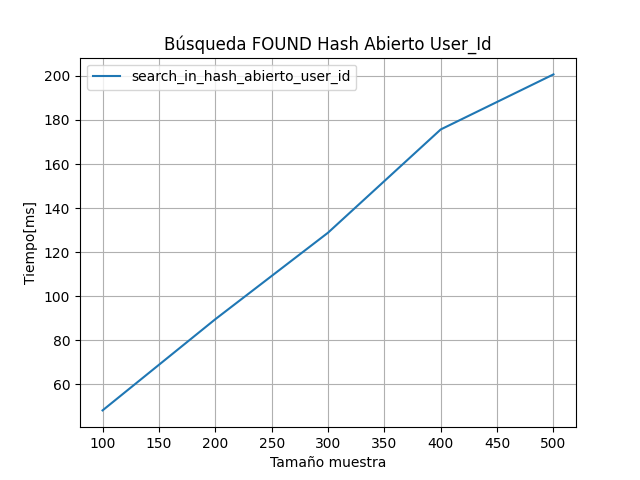 Búsqueda FOUND Hash Abierto User_Id
search_in_hash_abierto_user_id
200
180
160
140
120
100
80
60
Tiempo[ms]
100 150 200 250 300 350 400 450 500
Tamaño muestra